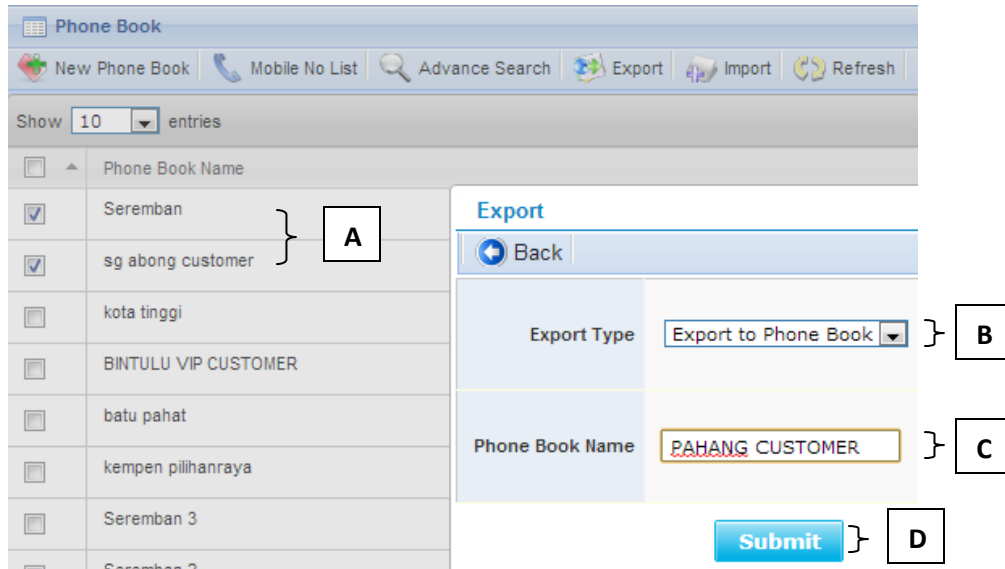 Phone Book
New Phone Book Mobile No List Advance Search Export Import Refresh
Show 10 entries
Phone Book Name
Seremban
sg abong customer
kota tinggi
BINTULU VIP CUSTOMER
batu pahat
kempen pilihanraya
Seremban 3
A
Export
Back
Export Type Export to Phone Book B
Phone Book Name PAHANG CUSTOMER C
Submit D